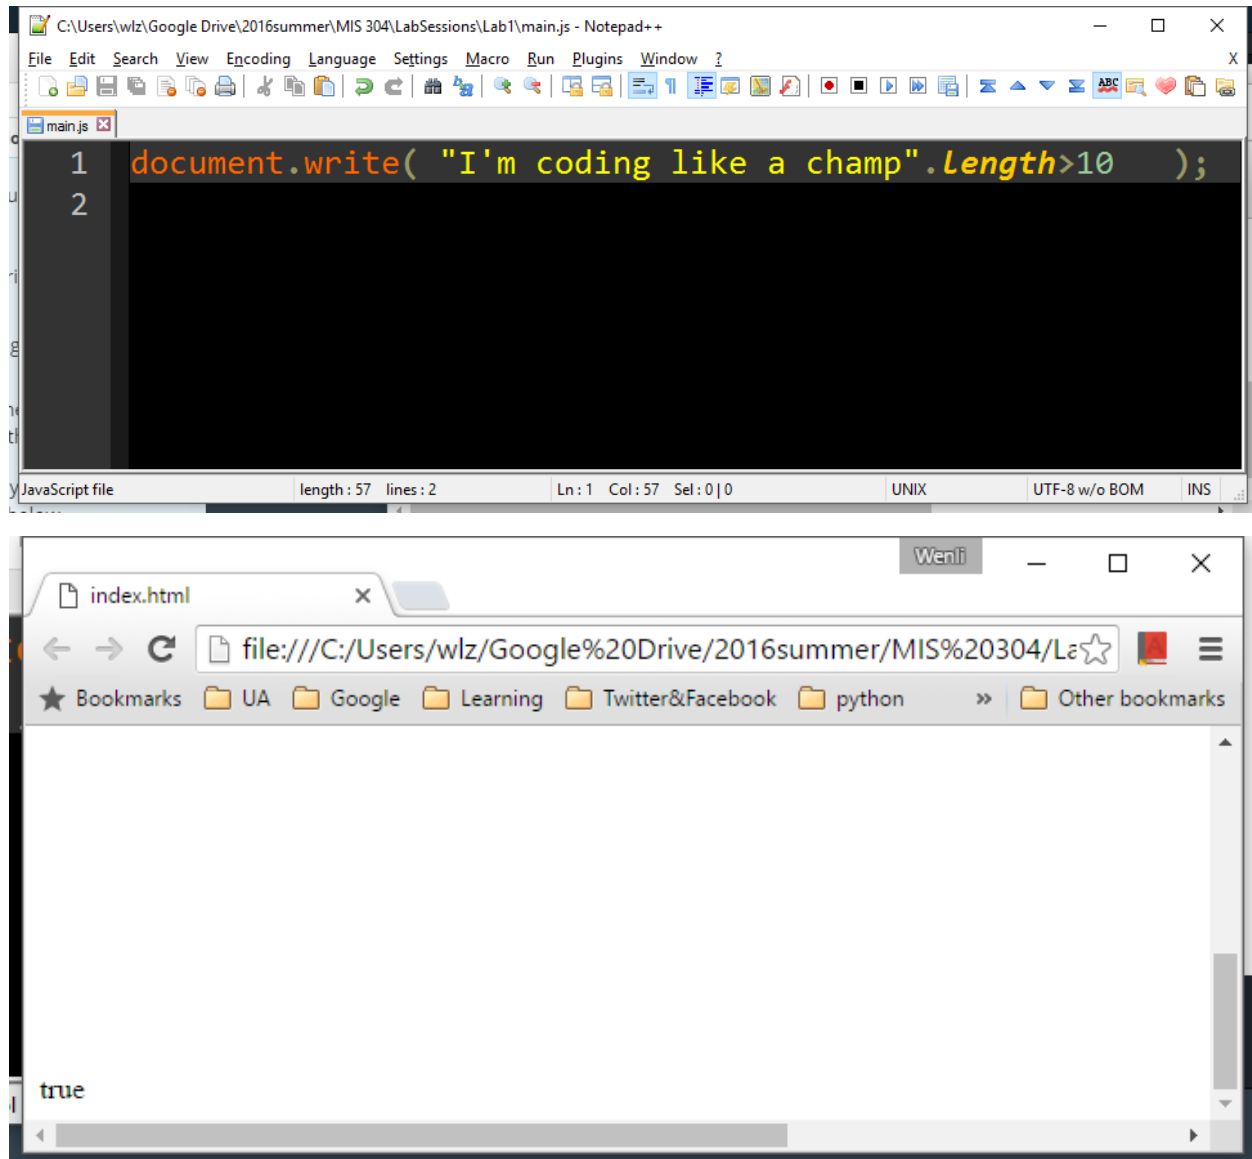 C:\Users\wlz\Google Drive\2016summer\MIS 304\LabSessions\Lab1\main.js - Notepad++
File Edit Search View Encoding Language Settings Macro Run Plugins Window ? X
main.js
1 document.write( "I'm coding like a champ".length>10 );
2
JavaScript file length : 57 lines : 2 Ln : 1 Col : 57 Sel : 0 | 0 UNIX UTF-8 w/o BOM INS
Wenli
index.html
file:///C:/Users/wlz/Google%20Drive/2016summer/MIS%20304/La
Bookmarks UA Google Learning Twitter&Facebook python » Other bookmarks
true